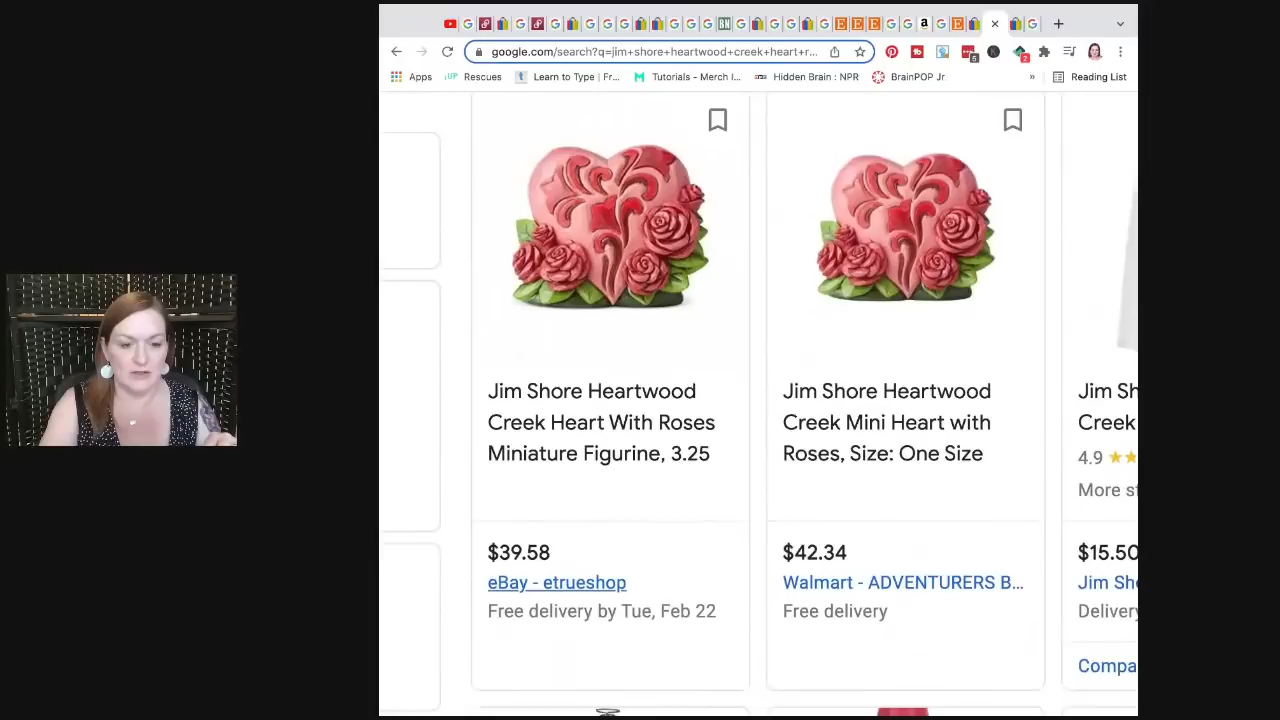 google.com/search?q=jim+shore+heartwood+creek+heart+r...
5
2
Apps
UP Rescues
Learn to Type | Fr...
Tutorials - Merch I...
Hidden Brain : NPR
BrainPOP Jr
»
Reading List
Jim Shore Heartwood
Creek Heart With Roses
Miniature Figurine, 3.25
$39.58
eBay - etrueshop
Free delivery by Tue, Feb 22
Jim Shore Heartwood
Creek Mini Heart with
Roses, Size: One Size
$42.34
Walmart - ADVENTURERS B...
Free delivery
Jim Sh
Creek
4.9
More s
$15.50
Jim Sh
Delivery
Compa